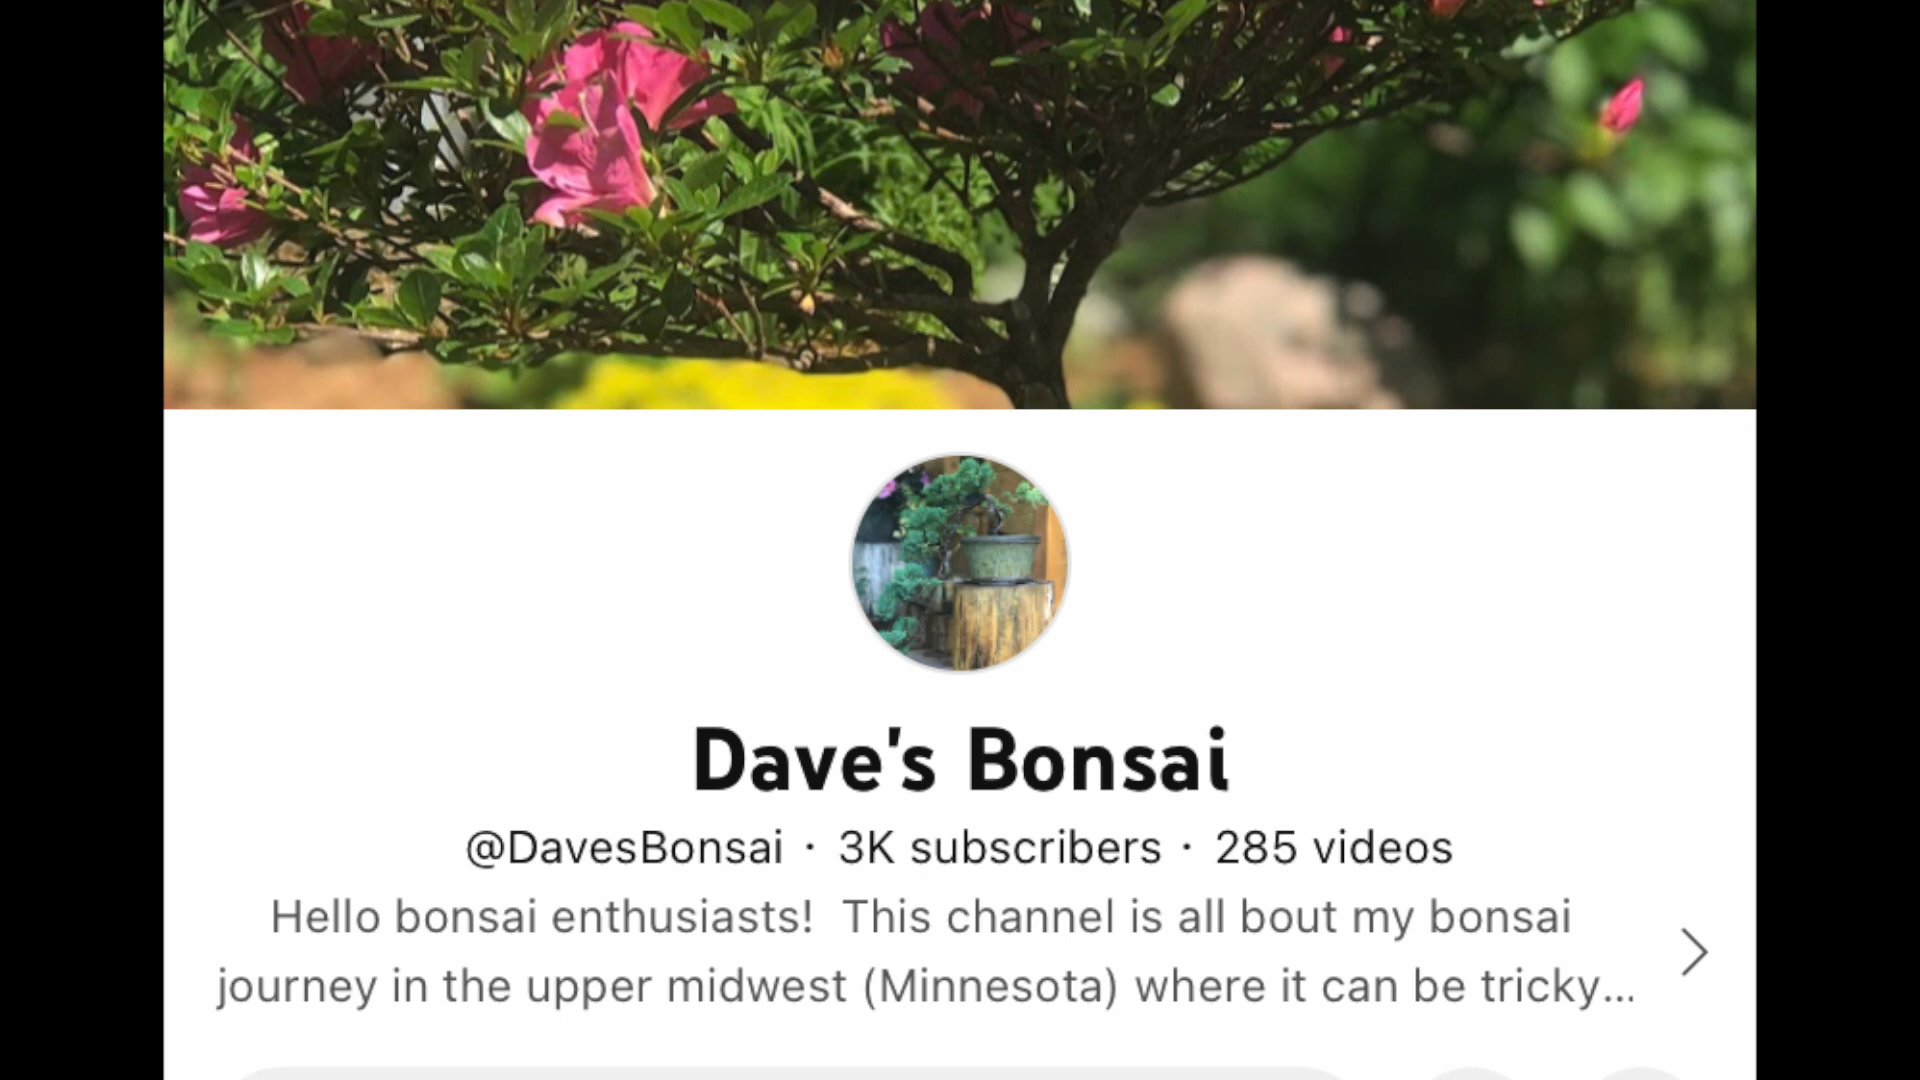 Dave's Bonsai
@DavesBonsai · 3K subscribers · 285 videos
Hello bonsai enthusiasts!  This channel is all bout my bonsai
journey in the upper midwest (Minnesota) where it can be tricky...